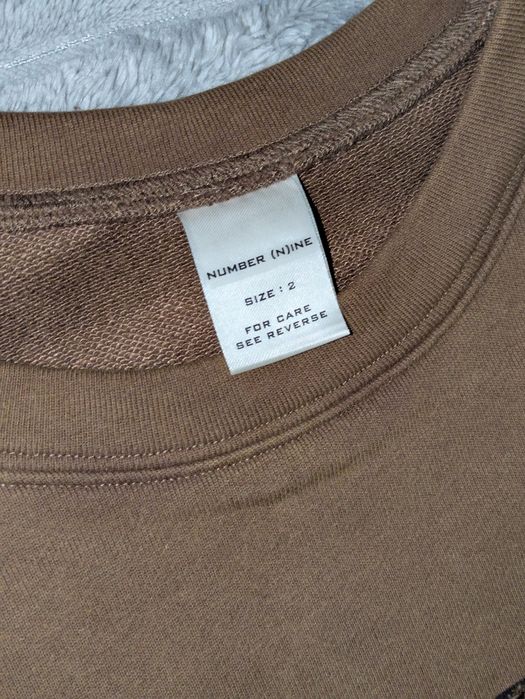 NUMBER (N)INE
SIZE : 2
FOR CARE
SEE REVERSE